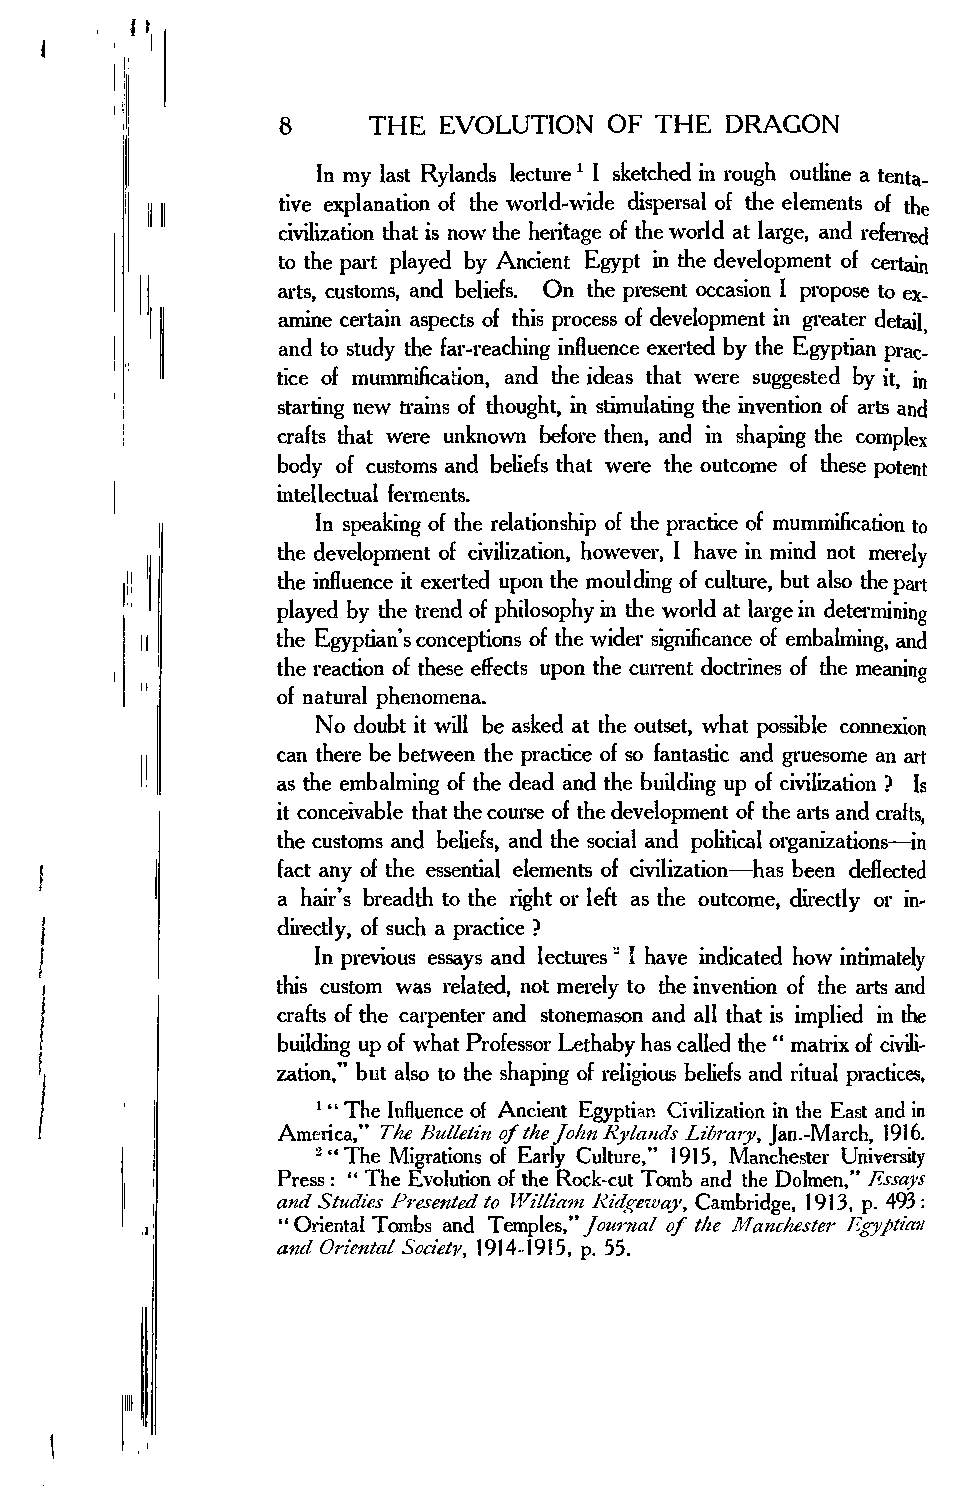 8 THE EVOLUTION OF THE DRAGON
In my last Rylands lecture ¹ I sketched in rough outline a tenta-
tive explanation of the world-wide dispersal of the elements of the
civilization that is now the heritage of the world at large, and referred
to the part played by Ancient Egypt in the development of certain
arts, customs, and beliefs. On the present occasion I propose to ex-
amine certain aspects of this process of development in greater detail,
and to study the far-reaching influence exerted by the Egyptian prac-
tice of mummification, and the ideas that were suggested by it, in
starting new trains of thought, in stimulating the invention of arts and
crafts that were unknown before then, and in shaping the complex
body of customs and beliefs that were the outcome of these potent
intellectual ferments.
In speaking of the relationship of the practice of mummification to
the development of civilization, however, I have in mind not merely
the influence it exerted upon the moulding of culture, but also the part
played by the trend of philosophy in the world at large in determining
the Egyptian's conceptions of the wider significance of embalming, and
the reaction of these effects upon the current doctrines of the meaning
of natural phenomena.
No doubt it will be asked at the outset, what possible connexion
can there be between the practice of so fantastic and gruesome an art
as the embalming of the dead and the building up of civilization ? Is
it conceivable that the course of the development of the arts and crafts,
the customs and beliefs, and the social and political organizations—in
fact any of the essential elements of civilization—has been deflected
a hair's breadth to the right or left as the outcome, directly or in-
directly, of such a practice ?
In previous essays and lectures ² I have indicated how intimately
this custom was related, not merely to the invention of the arts and
crafts of the carpenter and stonemason and all that is implied in the
building up of what Professor Lethaby has called the " matrix of civili-
zation," but also to the shaping of religious beliefs and ritual practices,
¹ " The Influence of Ancient Egyptian Civilization in the East and in
America," The Bulletin of the John Rylands Library, Jan.-March, 1916.
² " The Migrations of Early Culture," 1915, Manchester University
Press : " The Evolution of the Rock-cut Tomb and the Dolmen," Essays
and Studies Presented to William Ridgeway, Cambridge, 1913, p. 493 :
" Oriental Tombs and Temples," Journal of the Manchester Egyptian
and Oriental Society, 1914-1915, p. 55.